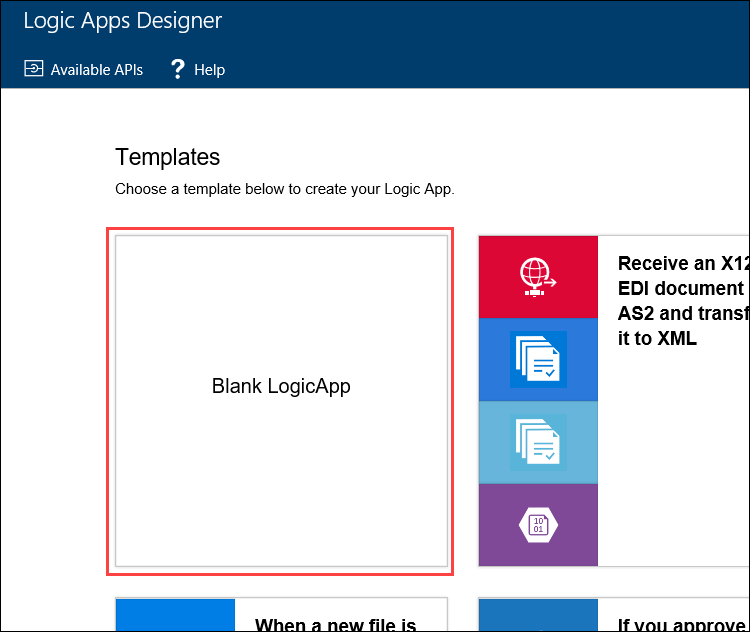 Logic Apps Designer
Available APIs
? Help
Templates
Choose a template below to create your Logic App.
Blank LogicApp
Receive an X12
EDI document
AS2 and transf
it to XML
10
01
When a new file is
If you approve